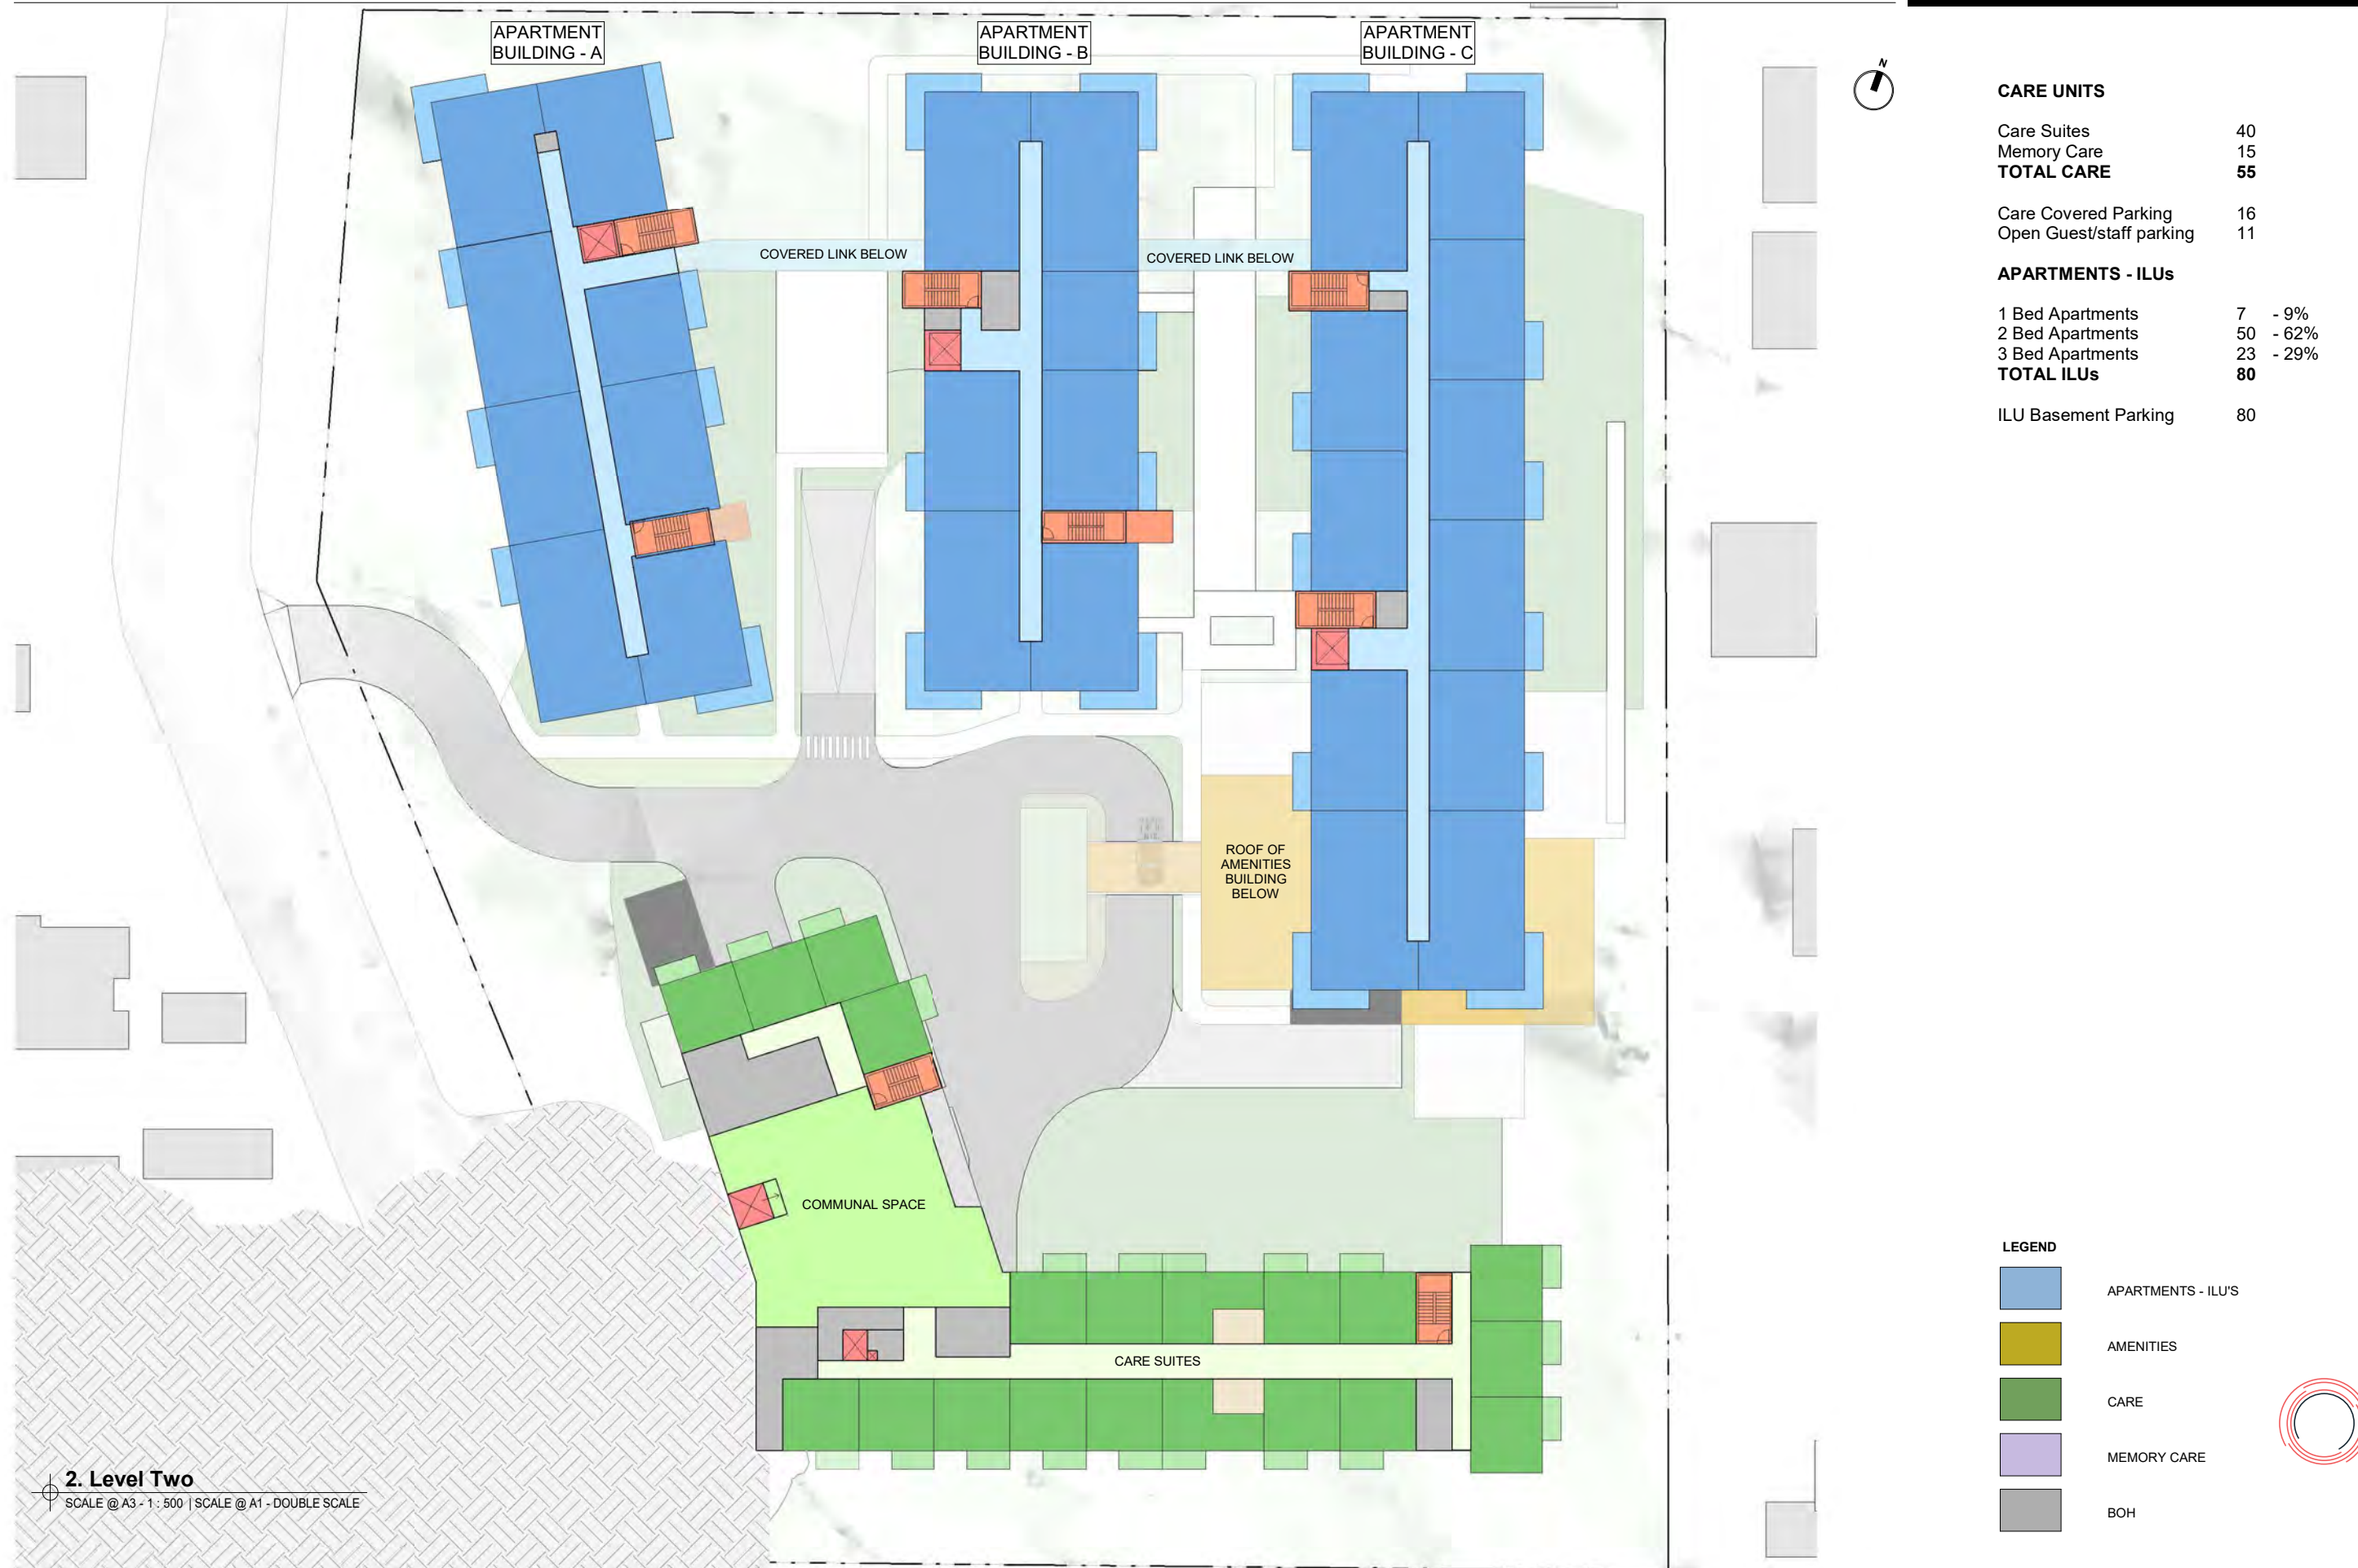 APARTMENT
BUILDING - A
APARTMENT
BUILDING - B
APARTMENT
BUILDING - C
N
COVERED LINK BELOW
COVERED LINK BELOW
ROOF OF
AMENITIES
BUILDING
BELOW
COMMUNAL SPACE
CARE SUITES
2. Level Two
SCALE @ A3 - 1 : 500 | SCALE @ A1 - DOUBLE SCALE
CARE UNITS
Care Suites 40
Memory Care 15
TOTAL CARE 55
Care Covered Parking 16
Open Guest/staff parking 11
APARTMENTS - ILUs
1 Bed Apartments 7 - 9%
2 Bed Apartments 50 - 62%
3 Bed Apartments 23 - 29%
TOTAL ILUs 80
ILU Basement Parking 80
LEGEND
APARTMENTS - ILU'S
AMENITIES
CARE
MEMORY CARE
BOH